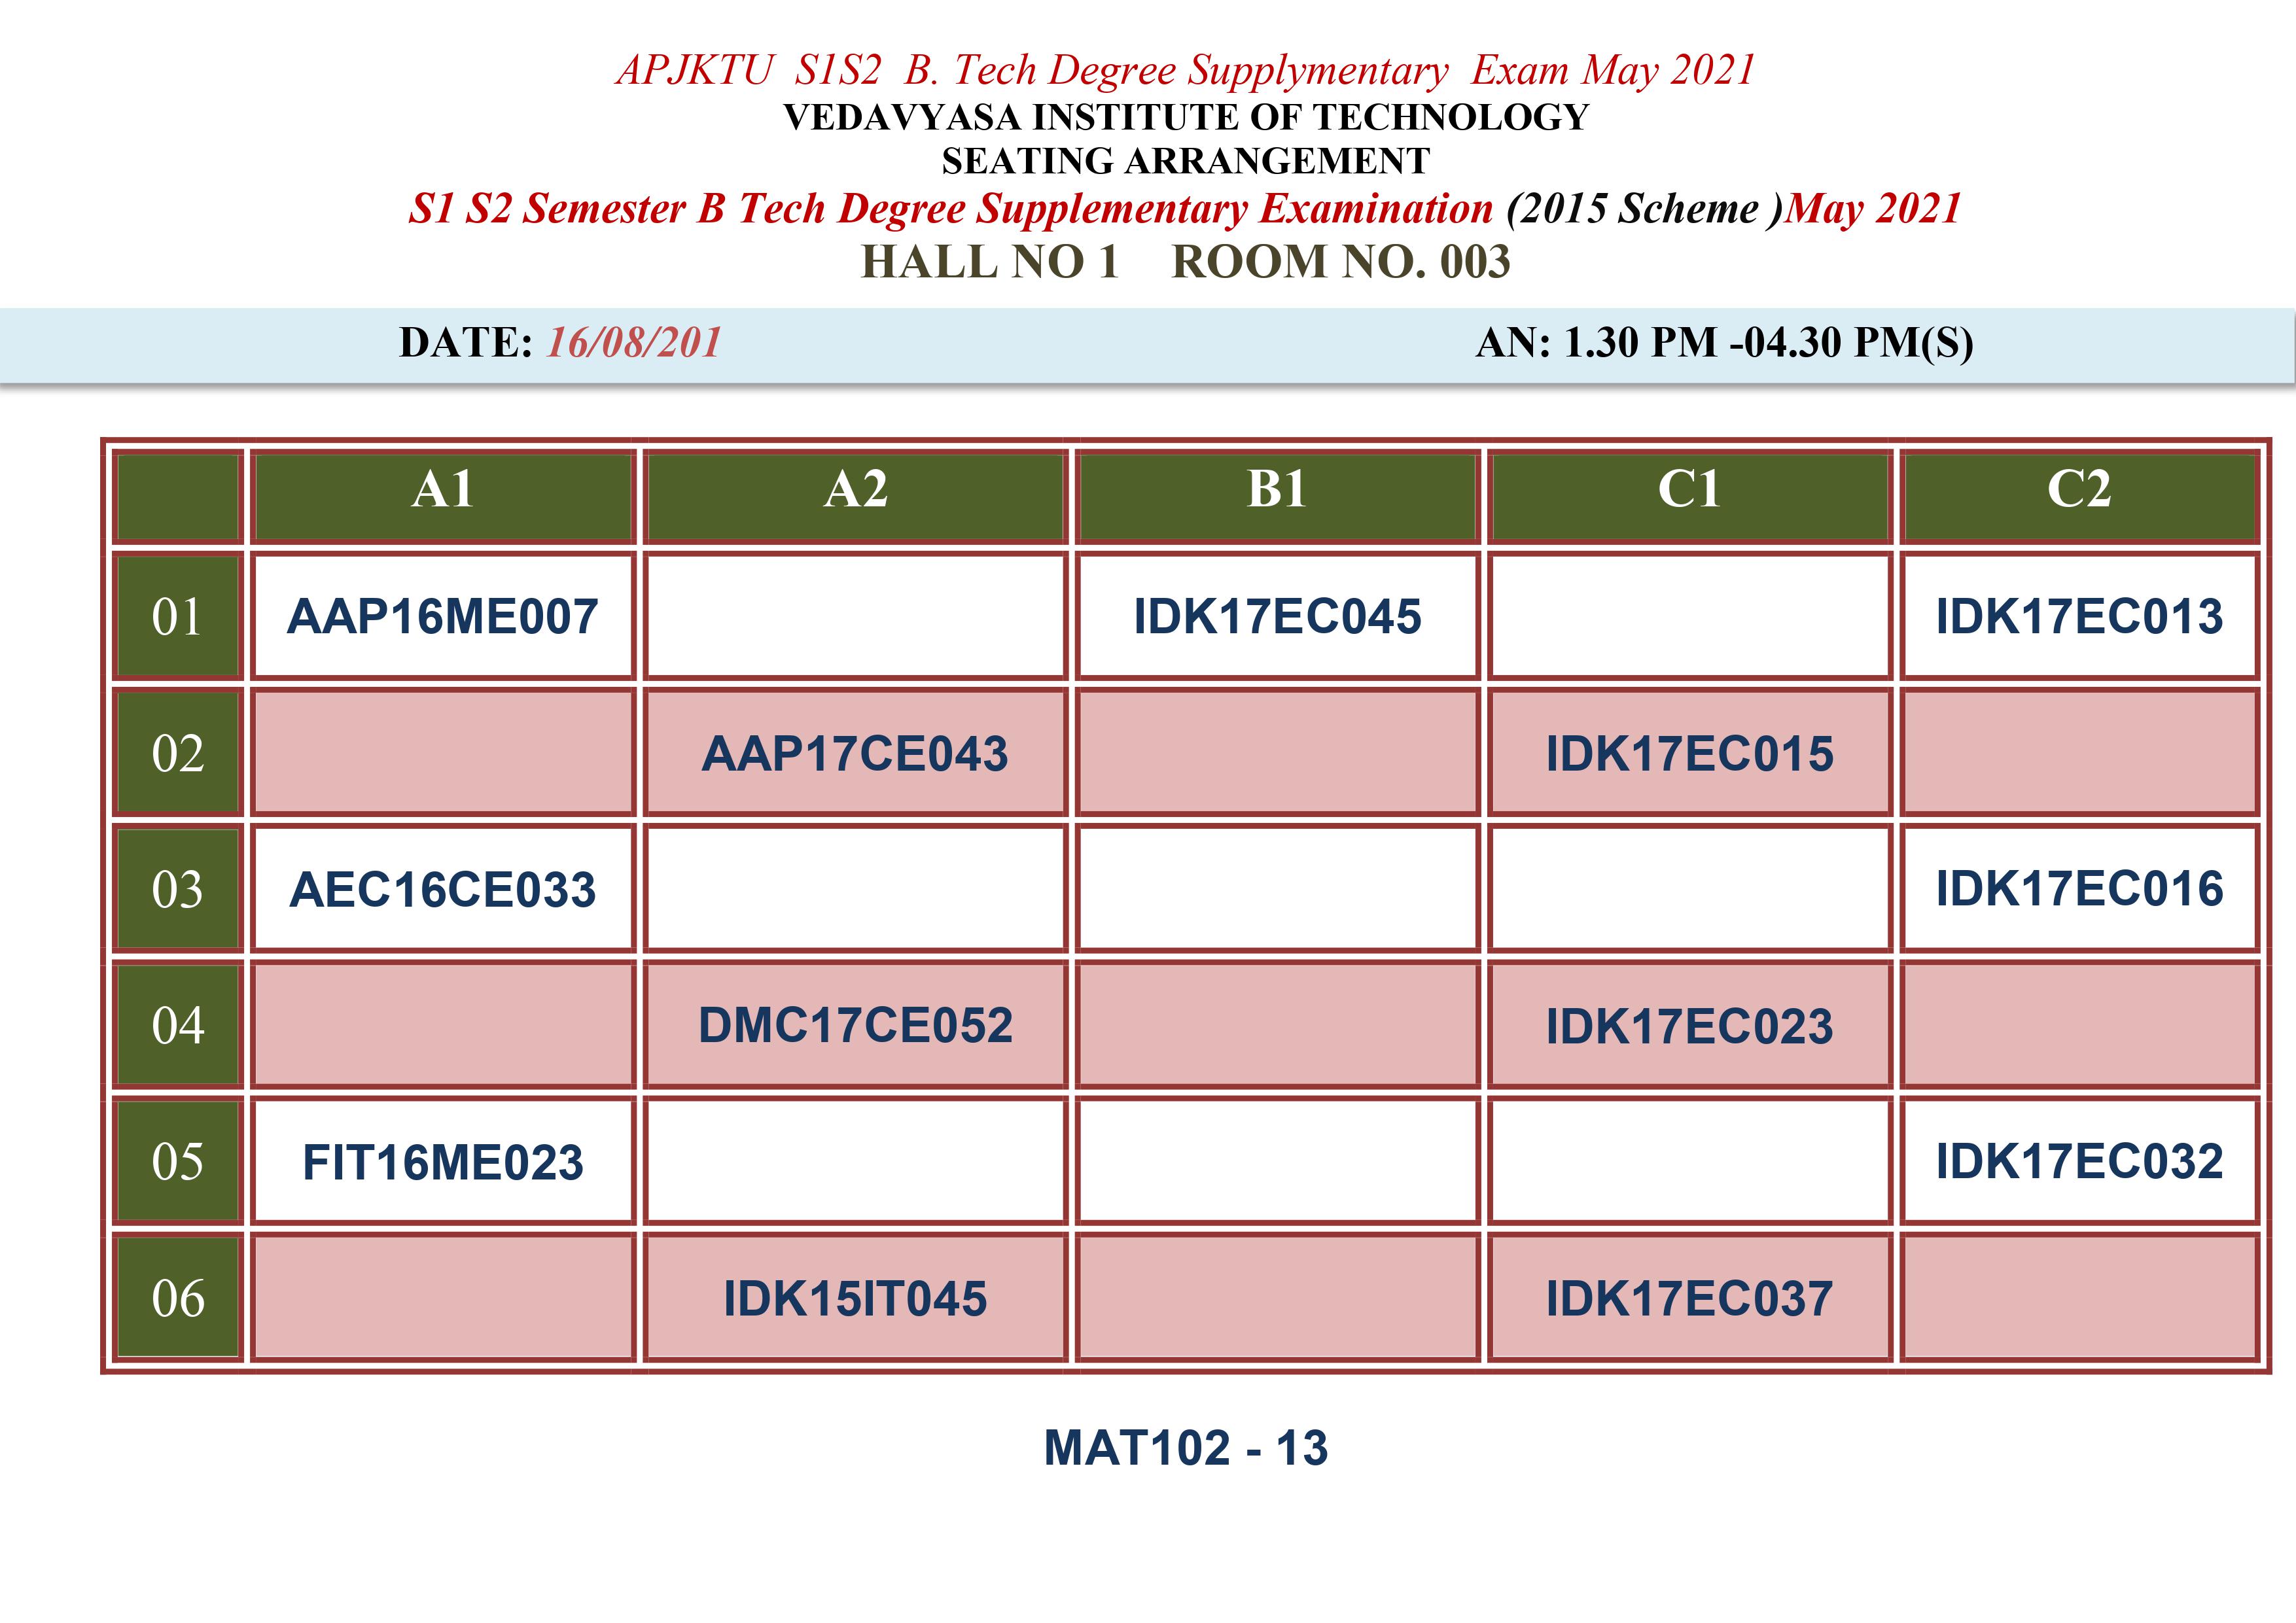 APJKTU S1S2 B. Tech Degree Supplymentary Exam May 2021
VEDAVYASA INSTITUTE OF TECHNOLOGY
SEATING ARRANGEMENT
S1 S2 Semester B Tech Degree Supplementary Examination (2015 Scheme )May 2021
HALL NO 1 ROOM NO. 003
DATE: 16/08/201 AN: 1.30 PM -04.30 PM(S)
A1 A2 B1 C1 C2
01 AAP16ME007 IDK17EC045 IDK17EC013
02 AAP17CE043 IDK17EC015
03 AEC16CE033 IDK17EC016
04 DMC17CE052 IDK17EC023
05 FIT16ME023 IDK17EC032
06 IDK15IT045 IDK17EC037
MAT102 - 13